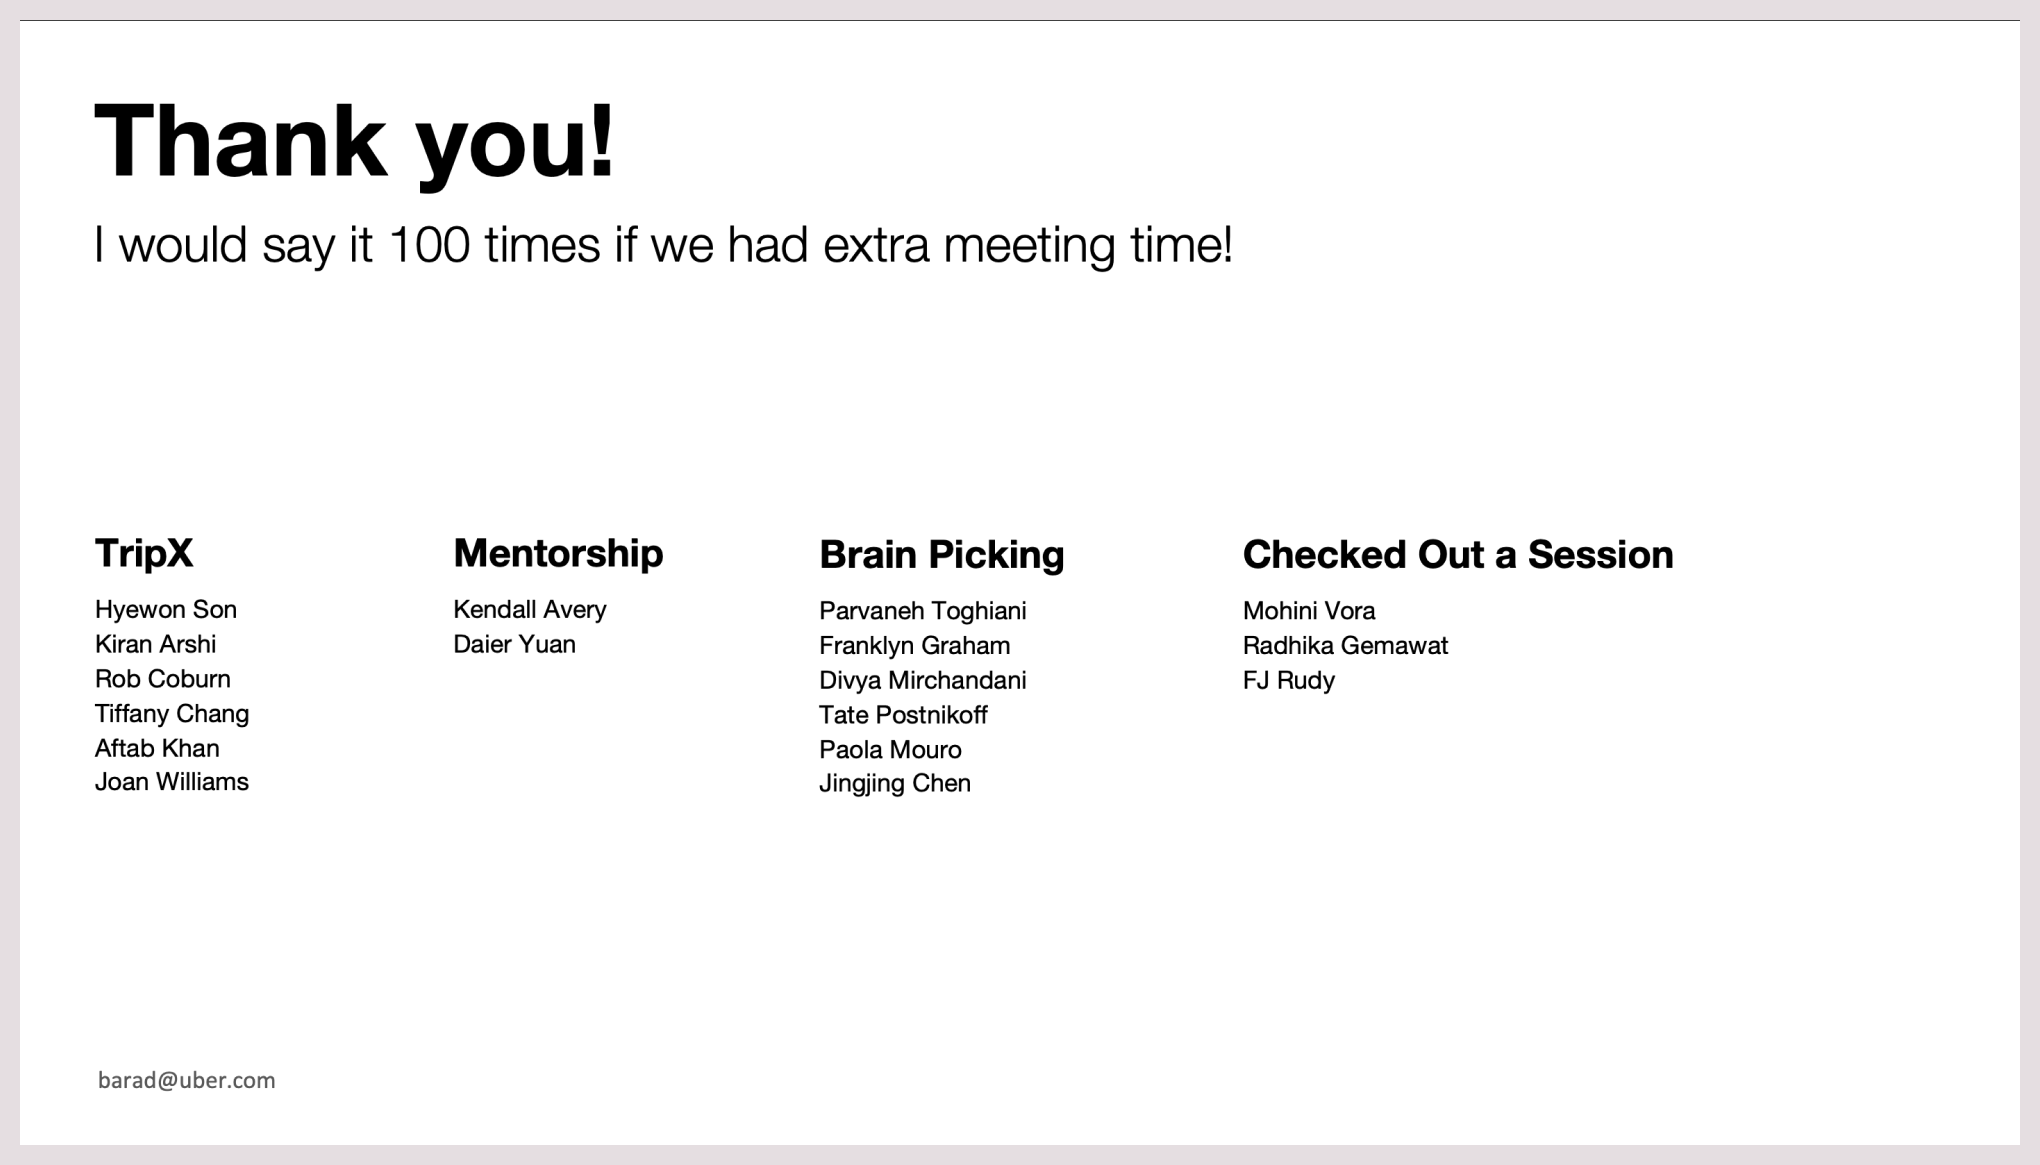 Thank you!
I would say it 100 times if we had extra meeting time!
TripX
Hyewon Son
Kiran Arshi
Rob Coburn
Tiffany Chang
Aftab Khan
Joan Williams
Mentorship
Kendall Avery
Daier Yuan
Brain Picking
Parvaneh Toghiani
Franklyn Graham
Divya Mirchandani
Tate Postnikoff
Paola Mouro
Jingjing Chen
Checked Out a Session
Mohini Vora
Radhika Gemawat
FJ Rudy
barad@uber.com